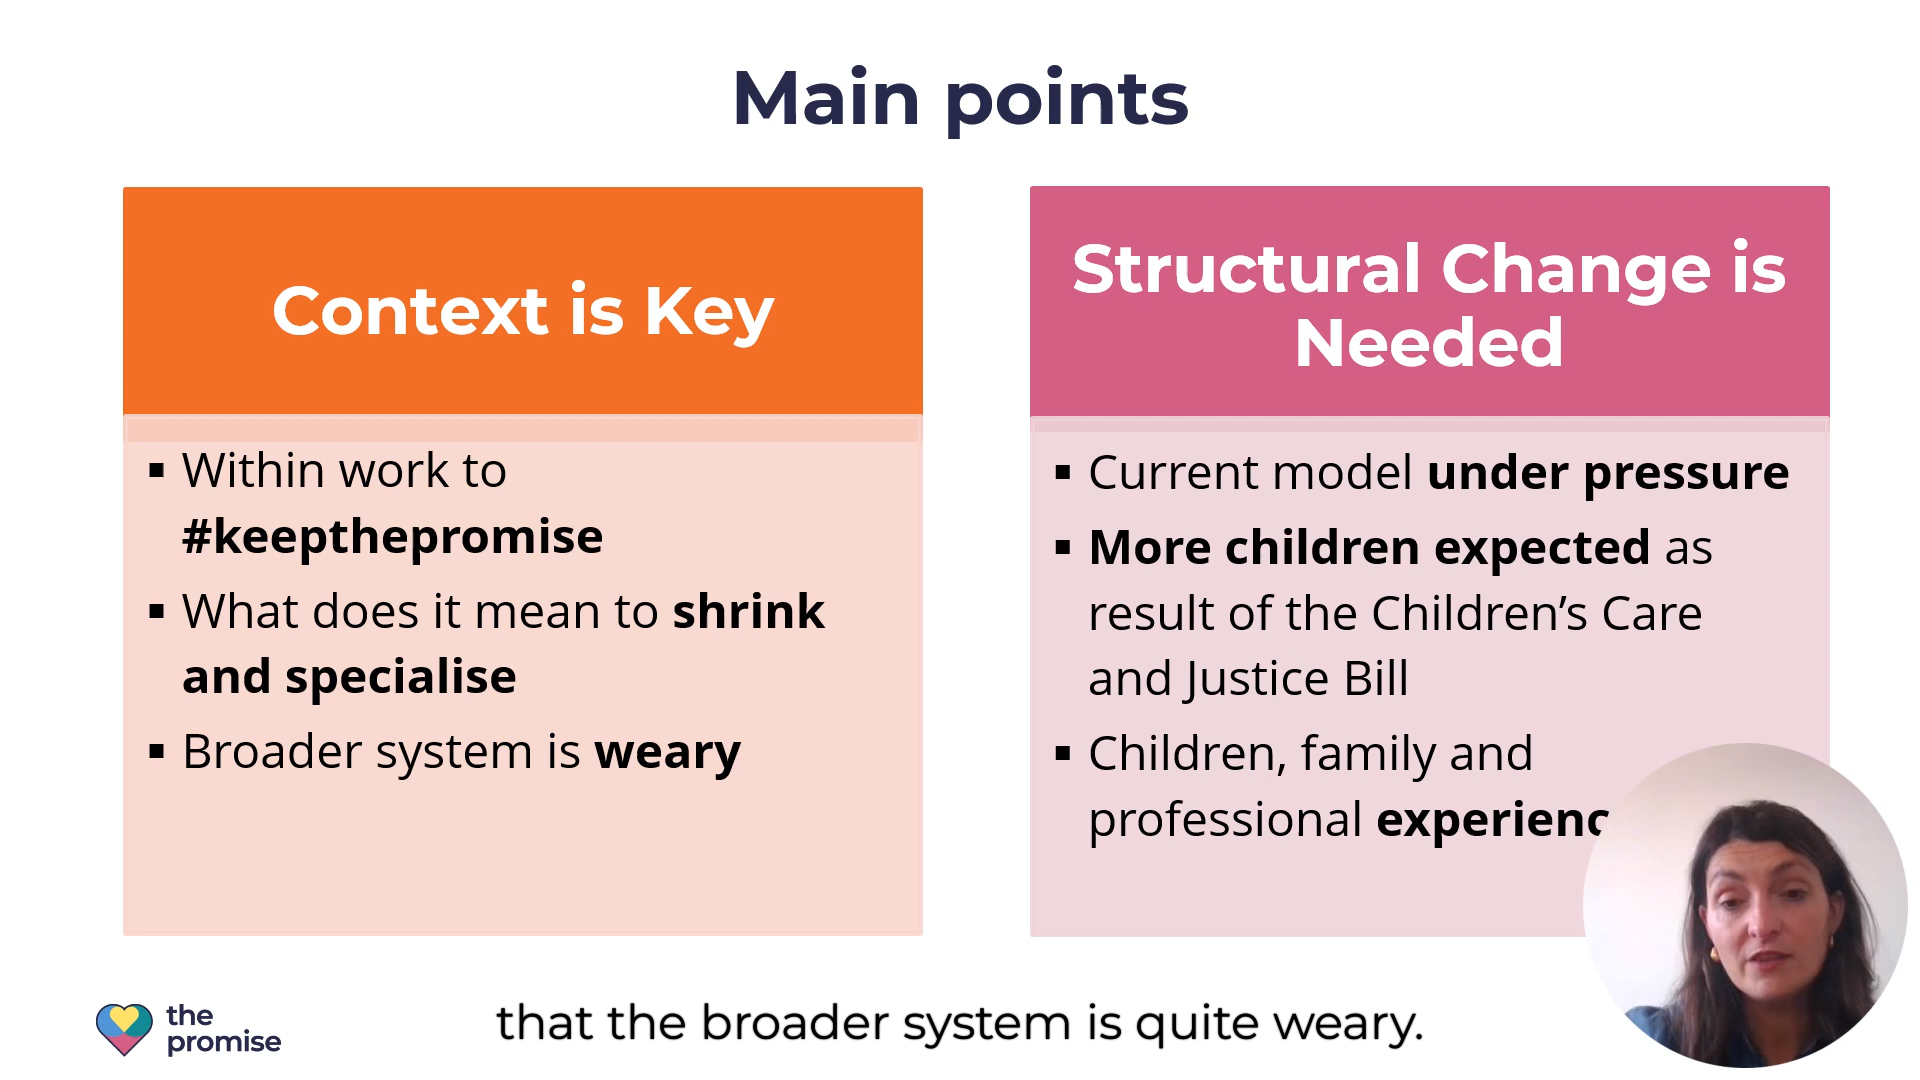 Main points
Context is Key
Within work to
#keepthepromise
What does it mean to shrink
and specialise
Broader system is weary
Structural Change is
Needed
Current model under pressure
More children expected as
result of the Children’s Care
and Justice Bill
Children, family and
professional
the
promise
that the broader system is quite weary.